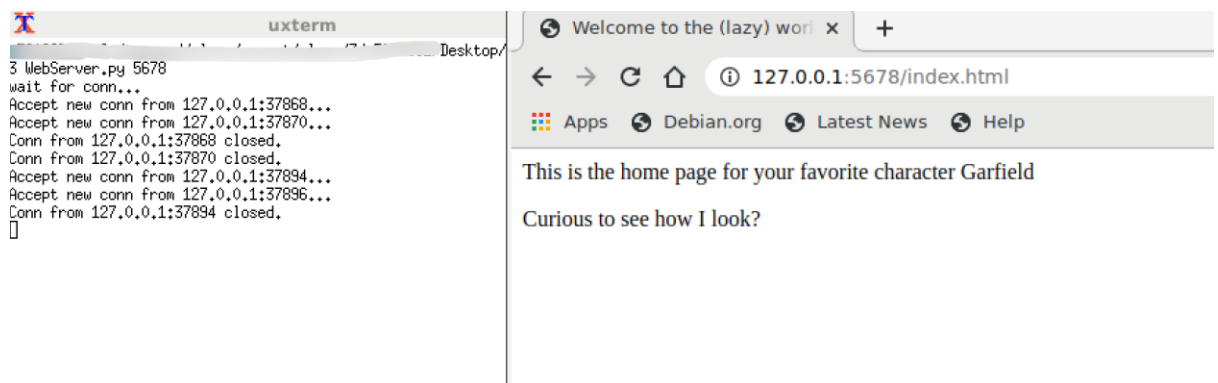 uxterm
Desktop/
3 WebServer.py 5678
wait for conn...
Accept new conn from 127.0.0.1:37868...
Accept new conn from 127.0.0.1:37870...
Conn from 127.0.0.1:37868 closed.
Conn from 127.0.0.1:37870 closed.
Accept new conn from 127.0.0.1:37894...
Accept new conn from 127.0.0.1:37896...
Conn from 127.0.0.1:37894 closed.
Welcome to the (lazy) worl
127.0.0.1:5678/index.html
Apps Debian.org Latest News Help
This is the home page for your favorite character Garfield
Curious to see how I look?